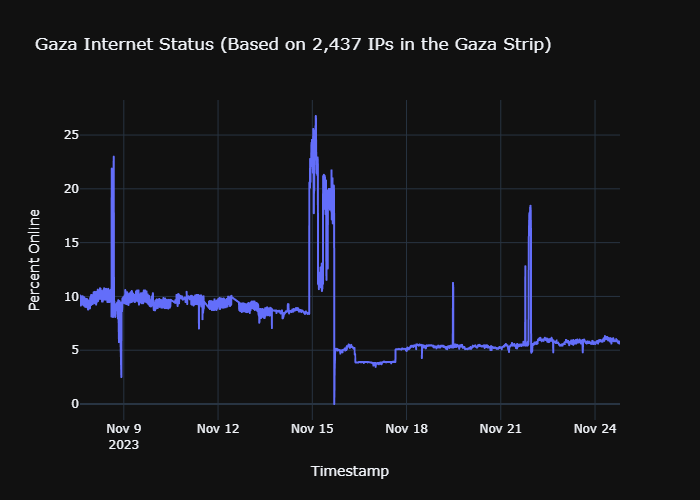 Gaza Internet Status (Based on 2,437 IPs in the Gaza Strip)
25
20
15
10
5
0
Percent Online
Nov 9
2023
Nov 12
Nov 15
Nov 18
Nov 21
Nov 24
Timestamp